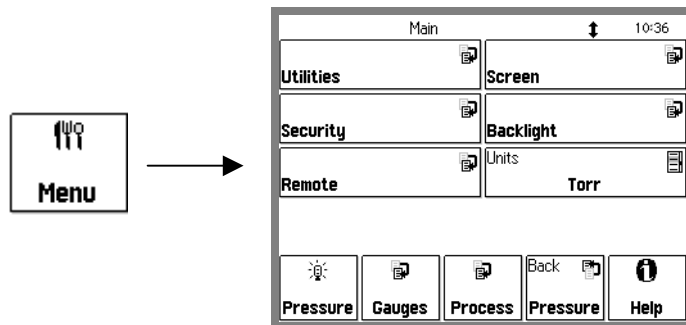 Menu
Main 10:36
Utilities Screen
Security Backlight
Units
Remote Torr
Back
Pressure Gauges Process Pressure Help